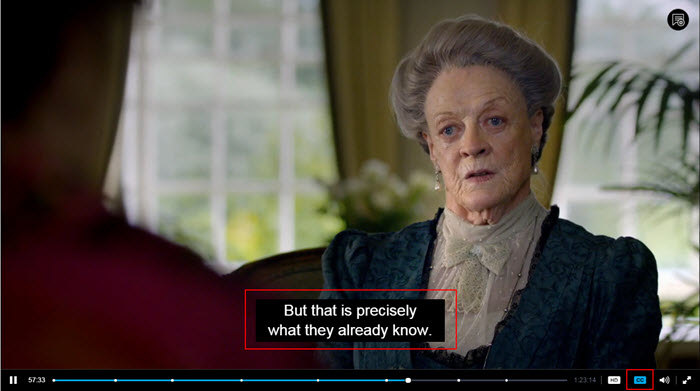 But that is precisely
what they already know.
57:33
1:23:14
HD
CC